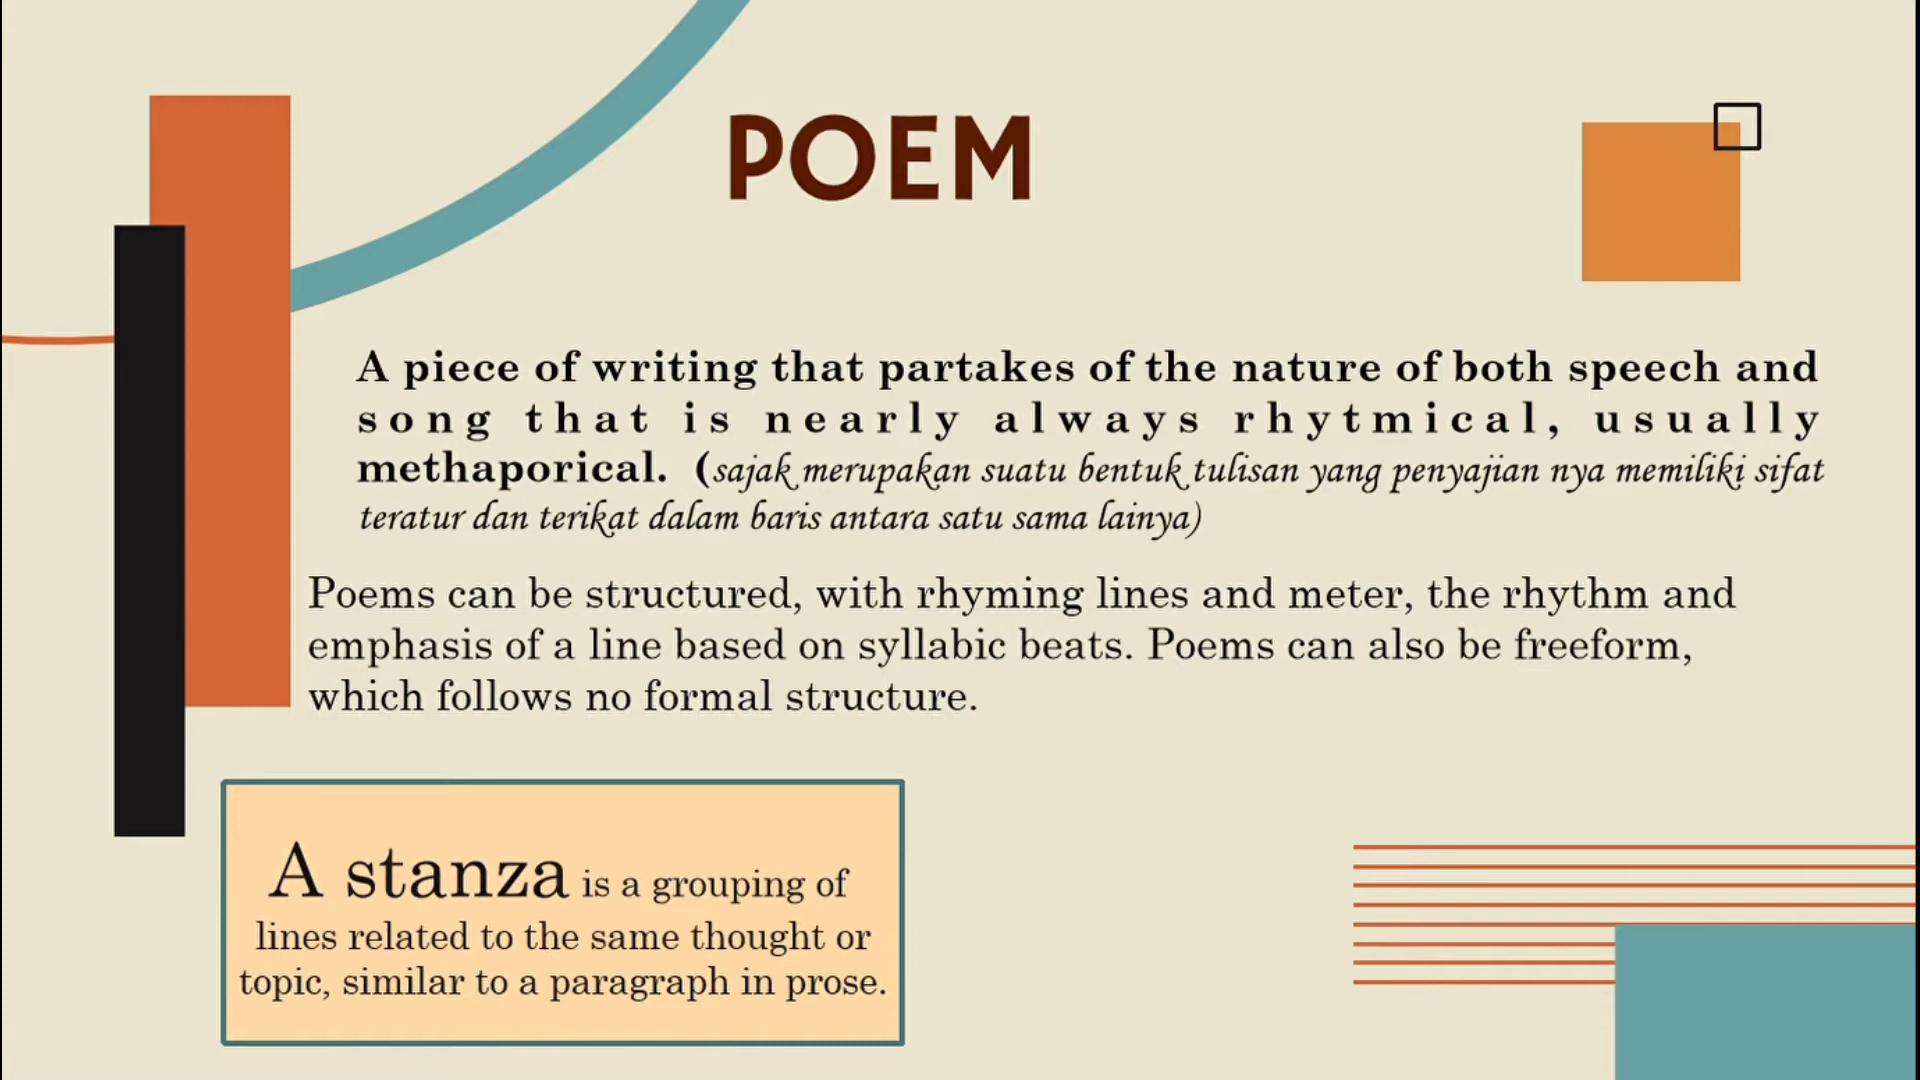 POEM
A piece of writing that partakes of the nature of both speech and
song that is nearly always rhytmical, usually
methaporical. (sajak merupakan suatu bentuk tulisan yang penyajian nya memiliki sifat
teratur dan terikat dalam baris antara satu sama lainya)
Poems can be structured, with rhyming lines and meter, the rhythm and
emphasis of a line based on syllabic beats. Poems can also be freeform,
which follows no formal structure.
A stanza is a grouping of
lines related to the same thought or
topic, similar to a paragraph in prose.